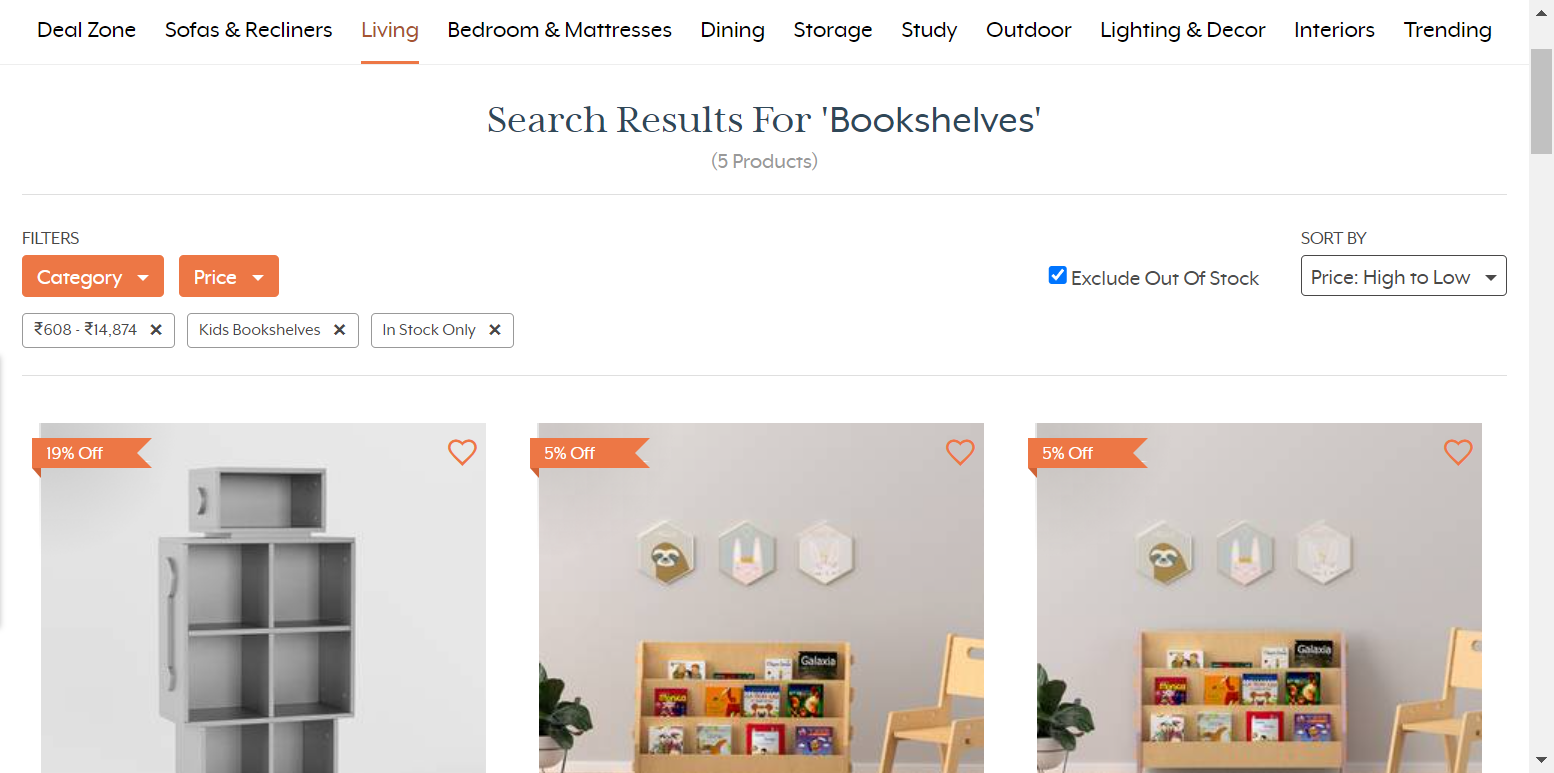 Deal Zone Sofas & Recliners Living Bedroom & Mattresses Dining Storage Study Outdoor Lighting & Decor Interiors Trending
Search Results For 'Bookshelves'
(5 Products)
FILTERS
SORT BY
Category Price
Exclude Out Of Stock
Price: High to Low
₹608 - ₹14,874 Kids Bookshelves In Stock Only
19% Off
5% Off
5% Off
Galaxia
Monica
Galaxia